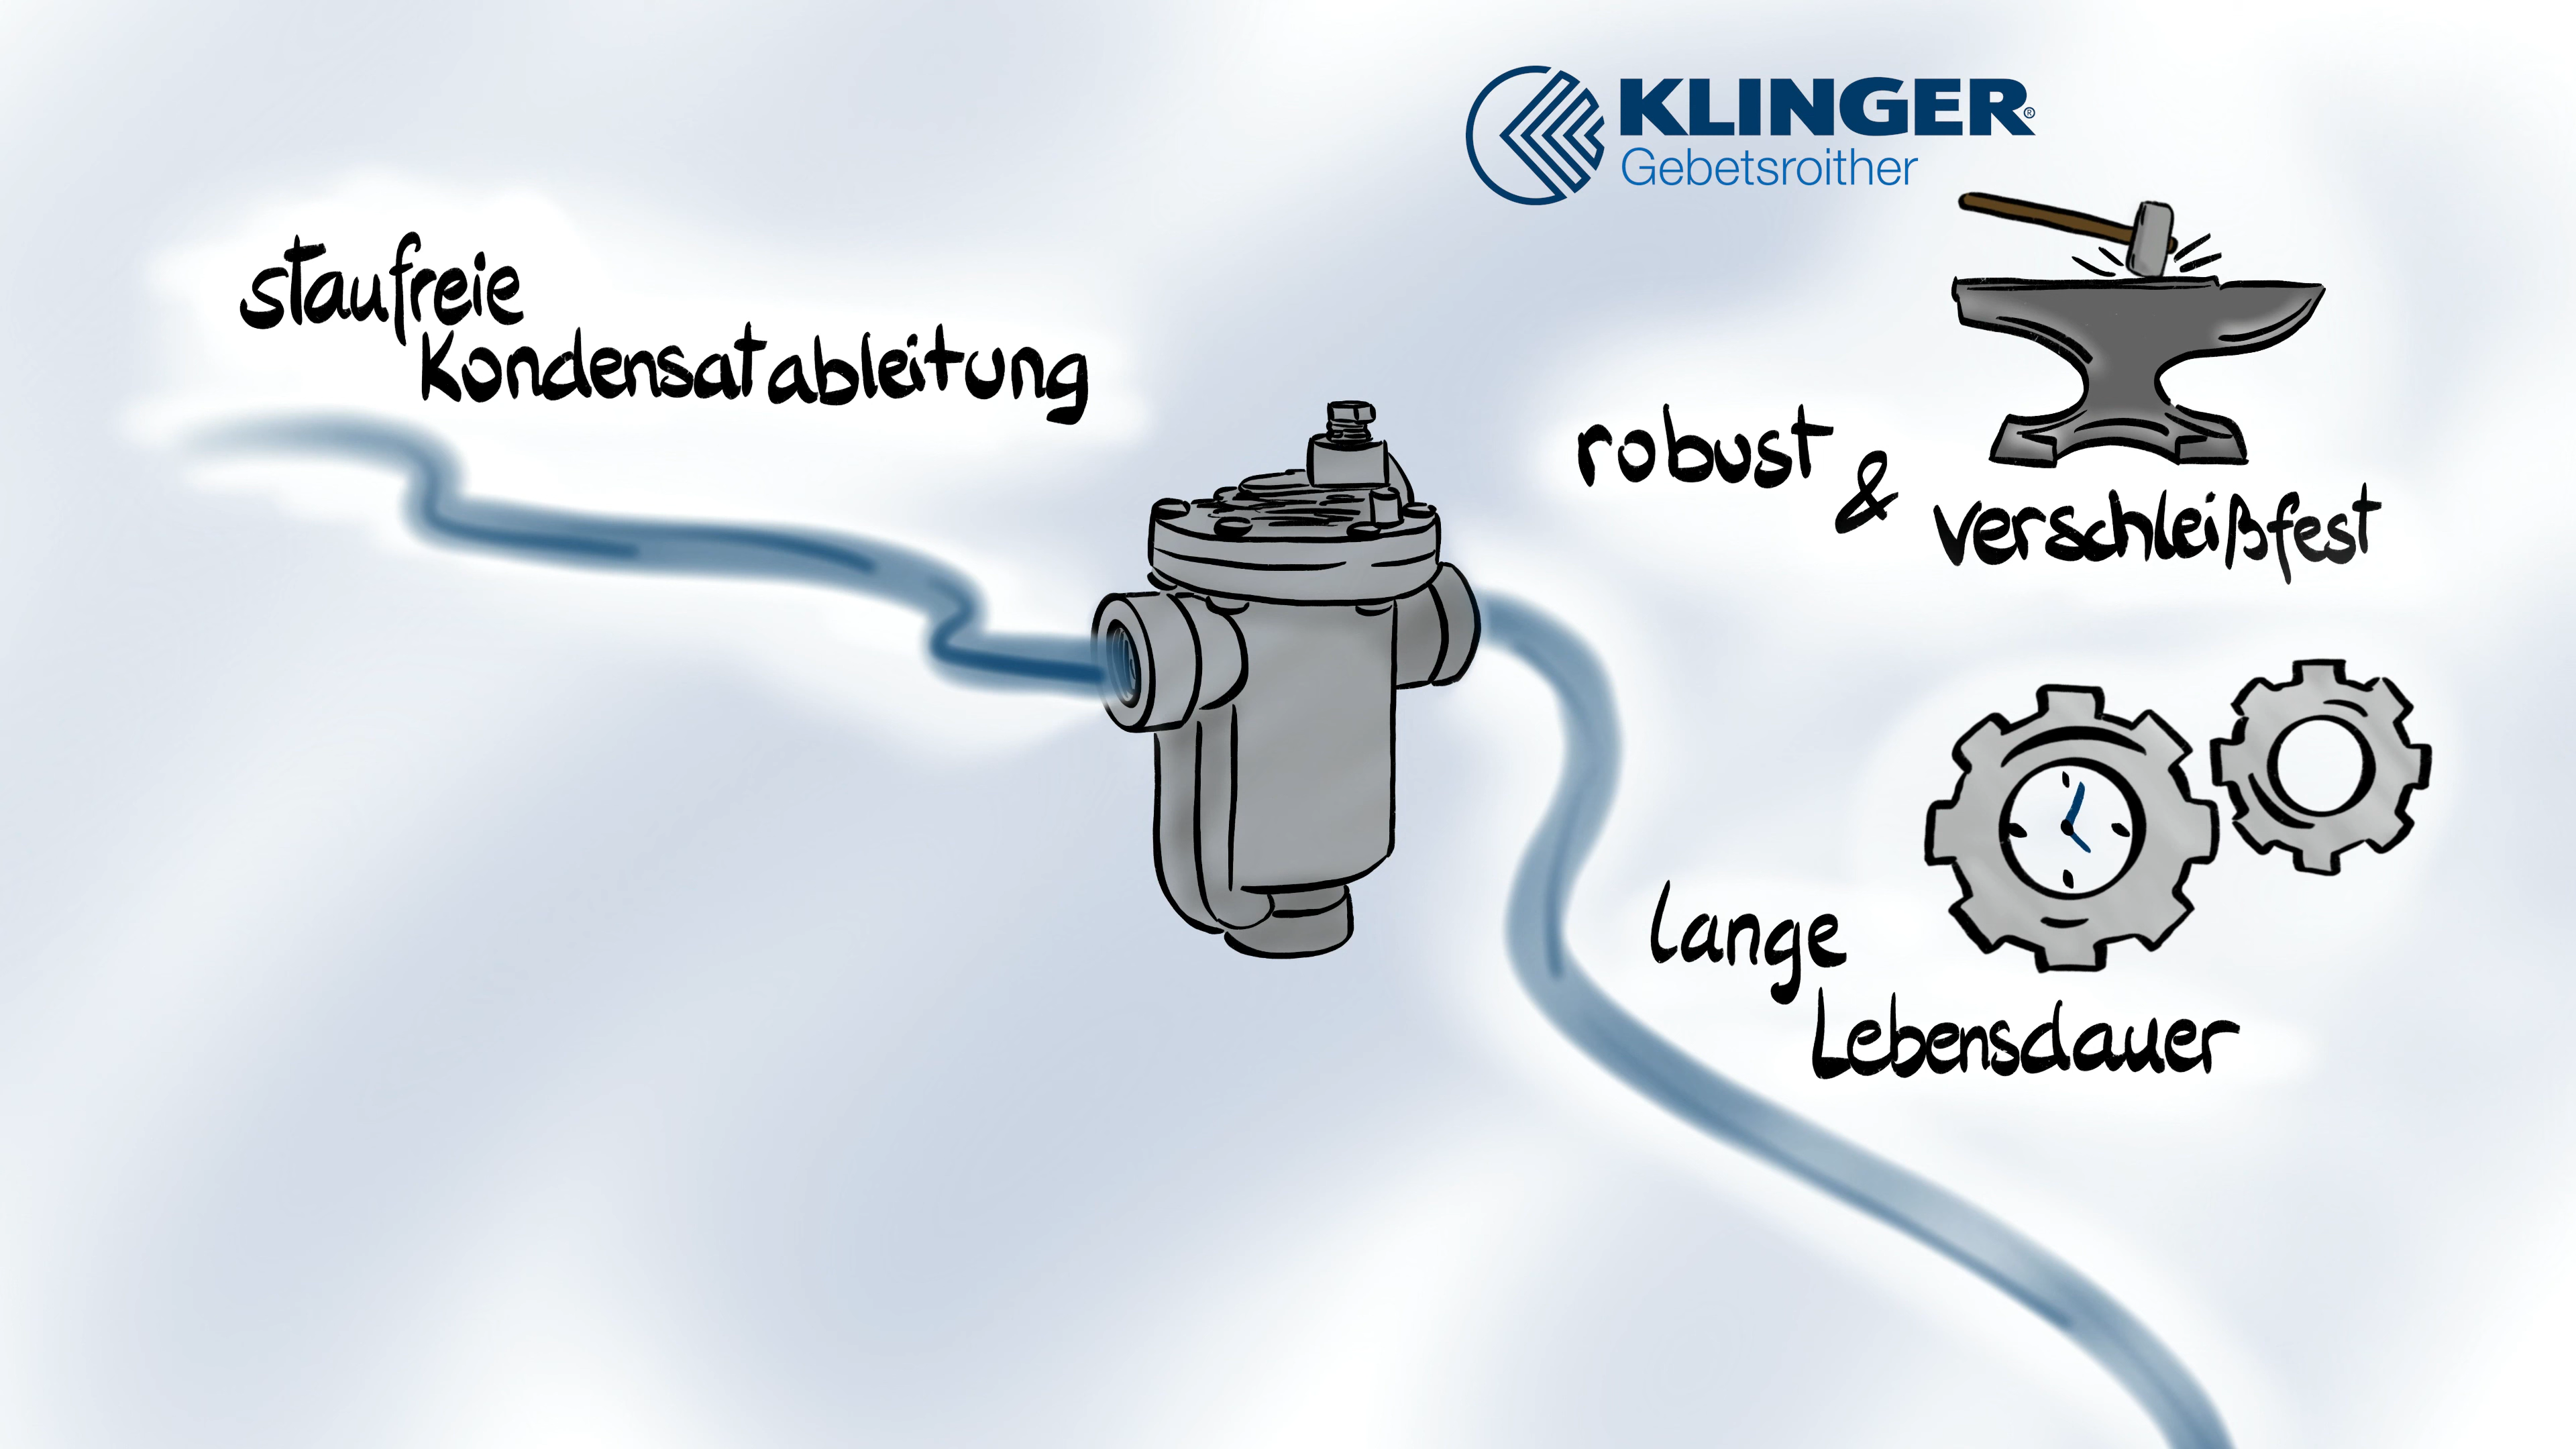 KLINGER®
Gebetsroither
staufreie
Kondensatableitung
robust
&
verschleißfest
lange
Lebensdauer